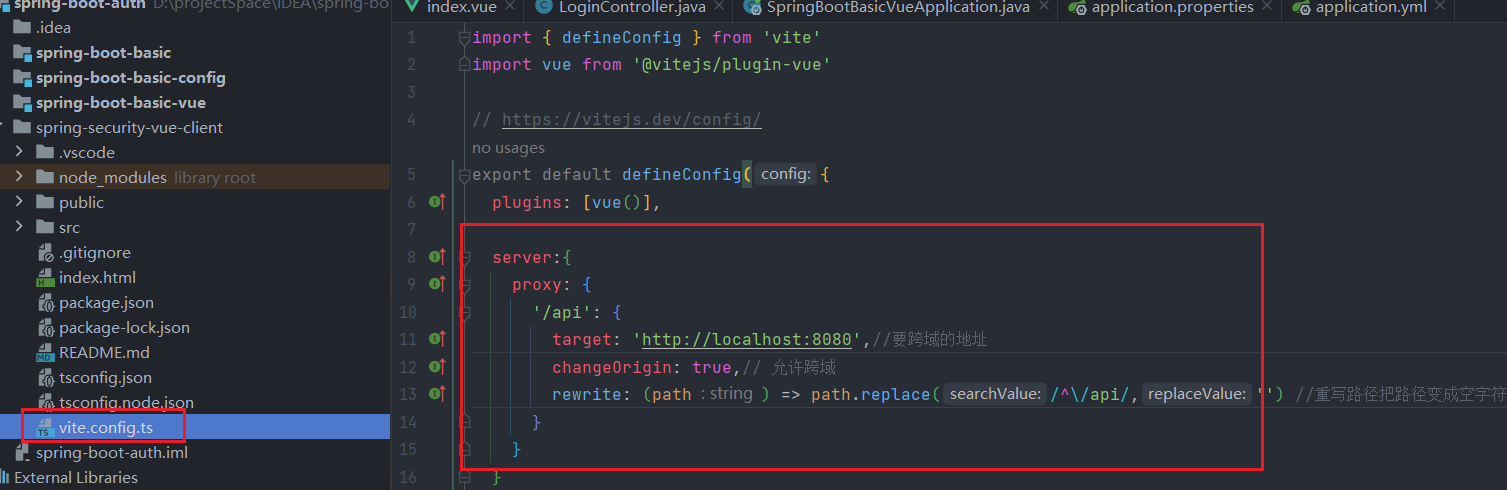 spring-boot-auth D:\projectSpace\IDEA\spring-bo
.idea
spring-boot-basic
spring-boot-basic-config
spring-boot-basic-vue
spring-security-vue-client
.vscode
node_modules library root
public
src
.gitignore
index.html
package.json
package-lock.json
README.md
tsconfig.json
tsconfig.node.json
vite.config.ts
spring-boot-auth.iml
External Libraries
index.vue LoginController.java SpringBootBasicVueApplication.java application.properties application.yml
1 import { defineConfig } from 'vite'
2 import vue from '@vitejs/plugin-vue'
3
4 // https://vitejs.dev/config/
no usages
5 export default defineConfig( config: {
6 plugins: [vue()],
7
8 server:{
9 proxy: {
10 '/api': {
11 target: 'http://localhost:8080',//要跨域的地址
12 changeOrigin: true,// 允许跨域
13 rewrite: (path : string ) => path.replace( searchValue: /^\/api/, replaceValue: '') //重写路径把路径变成空字符
14 }
15 }
16 }